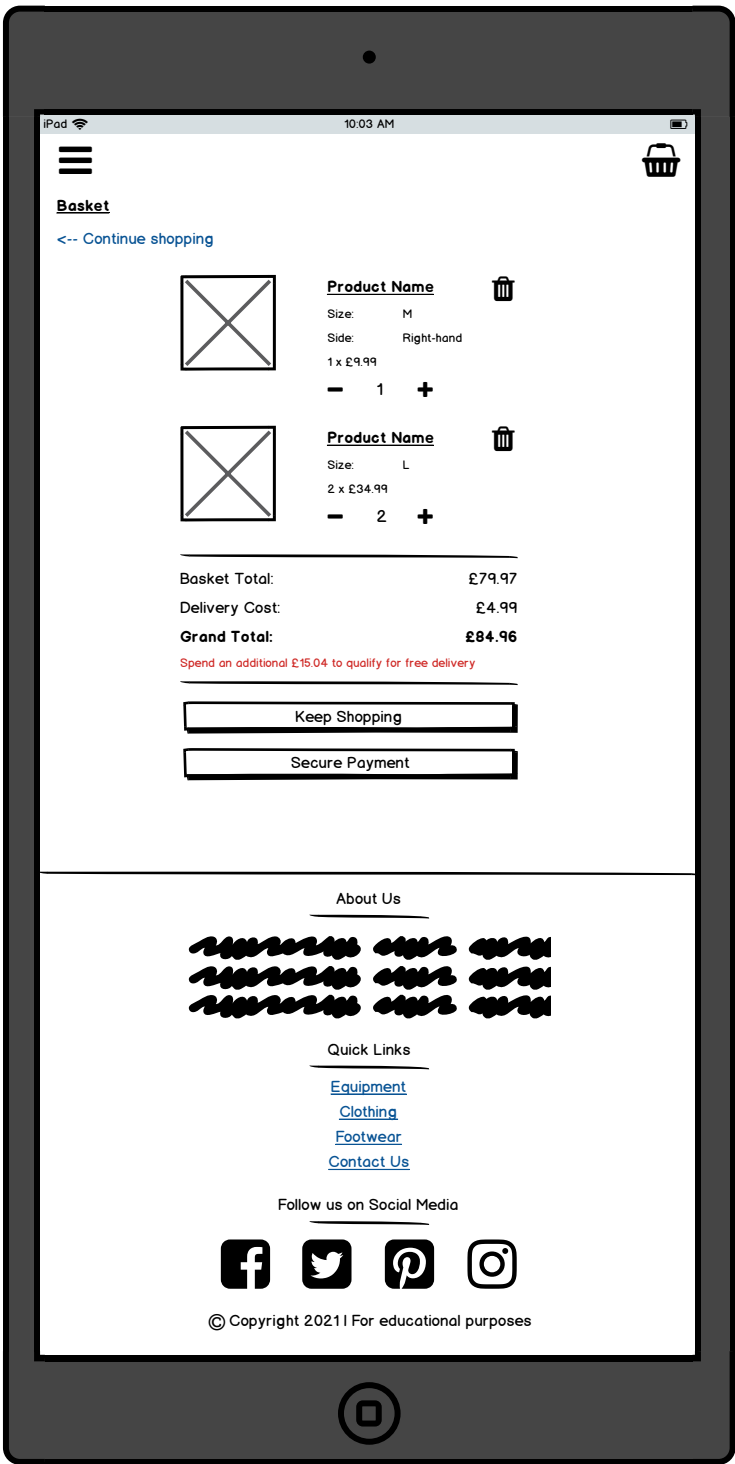 iPad 10:03 AM
Basket
<-- Continue shopping
Product Name
Size: M
Side: Right-hand
1 x £9.99
1
Product Name
Size: L
2 x £34.99
2
Basket Total: £79.97
Delivery Cost: £4.99
Grand Total: £84.96
Spend an additional £15.04 to qualify for free delivery
Keep Shopping
Secure Payment
About Us
Quick Links
Equipment
Clothing
Footwear
Contact Us
Follow us on Social Media
© Copyright 2021 | For educational purposes